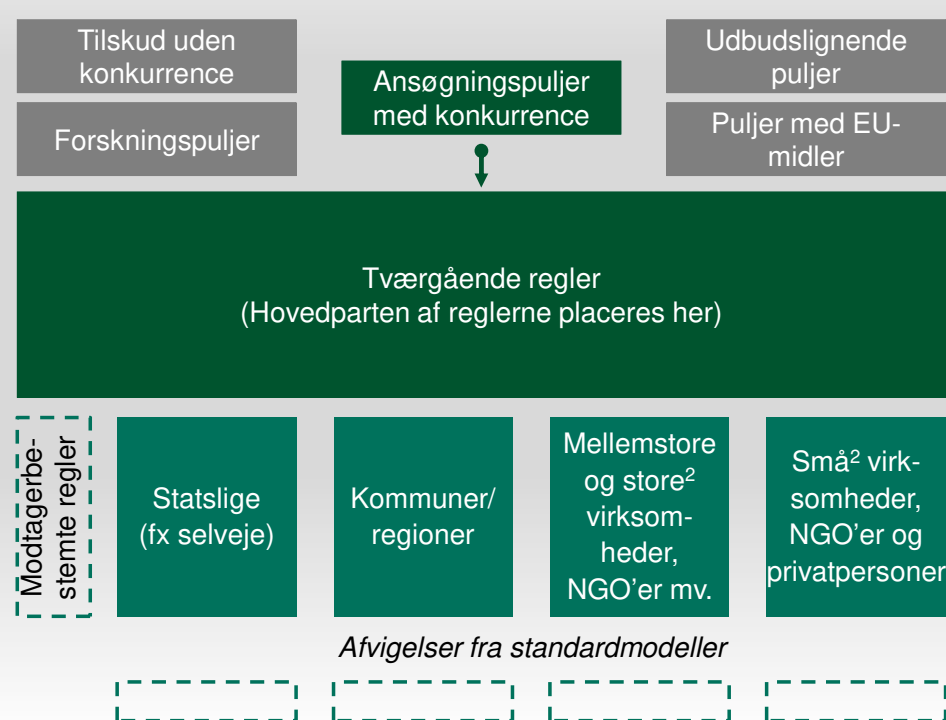 Tilskud uden
konkurrence
Forskningspuljer
Ansøgningspuljer
med konkurrence
Udbudslignende
puljer
Puljer med EU-
midler
Tværgående regler
(Hovedparten af reglerne placeres her)
Modtagerbe-
stemte regler
Statslige
(fx selveje)
Kommuner/
regioner
Mellemstore
og store²
virksom-
heder,
NGO’er mv.
Små² virk-
somheder,
NGO’er og
privatpersoner
Afvigelser fra standardmodeller